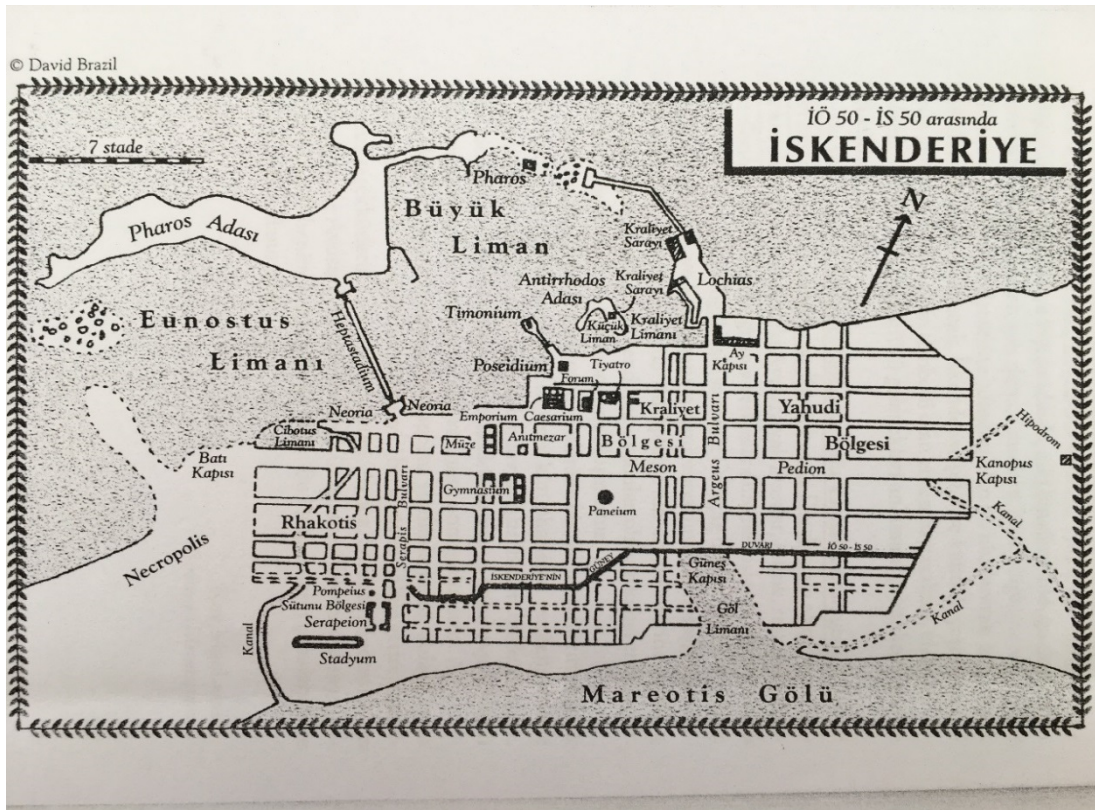 © David Brazil
İÖ 50 - İS 50 arasında
İSKENDERİYE
7 stade
N
Pharos
Büyük
Liman
Pharos Adası
Kraliyet
Sarayı
Lochias
Antirrhodos
Adası
Kraliyet
Sarayı
Eunostus
Limanı
Heptastadium
Timonium
Küçük
Liman
Kraliyet
Limanı
Poseidium
Tiyatro
Forum
Ay
Kapısı
Neoria
Neoria
Emporium
Caesarium
Kraliyet
Bölgesi
Yahudi
Bölgesi
Hipodrom
Cibotus
Limanı
Müze
Anıtmezar
Argeus Bulvarı
Batı
Kapısı
Meson
Pedion
Kanopus
Kapısı
Serapis Bulvarı
Gymnasium
Paneium
Kanal
Rhakotis
Necropolis
İSKENDERİYE'NİN
GÜNEY
DUVARI
İÖ 50 - İS 50
Güneş
Kapısı
Pompeius
Sütunu Bölgesi
Serapeion
Göl
Limanı
Kanal
Kanal
Stadyum
Mareotis Gölü